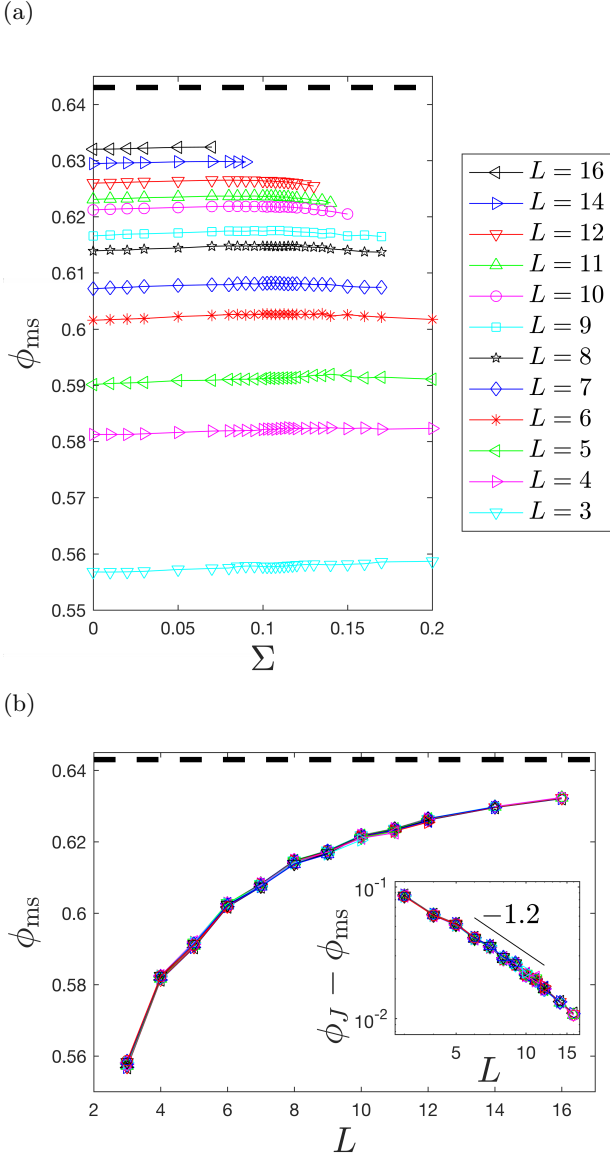 (a)
0.64
0.63
0.62
0.61
0.6
0.59
0.58
0.57
0.56
0.55
ϕms
0 0.05 0.1 0.15 0.2
Σ
L = 16
L = 14
L = 12
L = 11
L = 10
L = 9
L = 8
L = 7
L = 6
L = 5
L = 4
L = 3
(b)
0.64
0.62
0.6
0.58
0.56
ϕms
2 4 6 8 10 12 14 16
L
10⁻¹
10⁻²
ϕJ − ϕms
−1.2
5 10 15
L